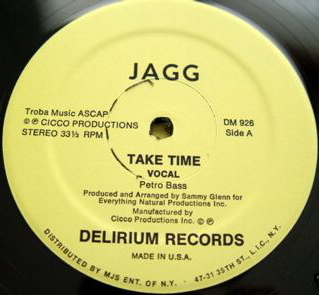 JAGG
Troba Music ASCAP
© ℗ CICCO PRODUCTIONS
STEREO 33⅓ RPM
DM 926
Side A
TAKE TIME
VOCAL
Petro Bass
Produced and Arranged by Sammy Glenn for
Everything Natural Productions Inc.
Manufactured by
Cicco Productions Inc. © ℗
DELIRIUM RECORDS
MADE IN U.S.A.
DISTRIBUTED BY MJS ENT. OF N.Y. - 47-31 35TH ST., L.I.C., N.Y.